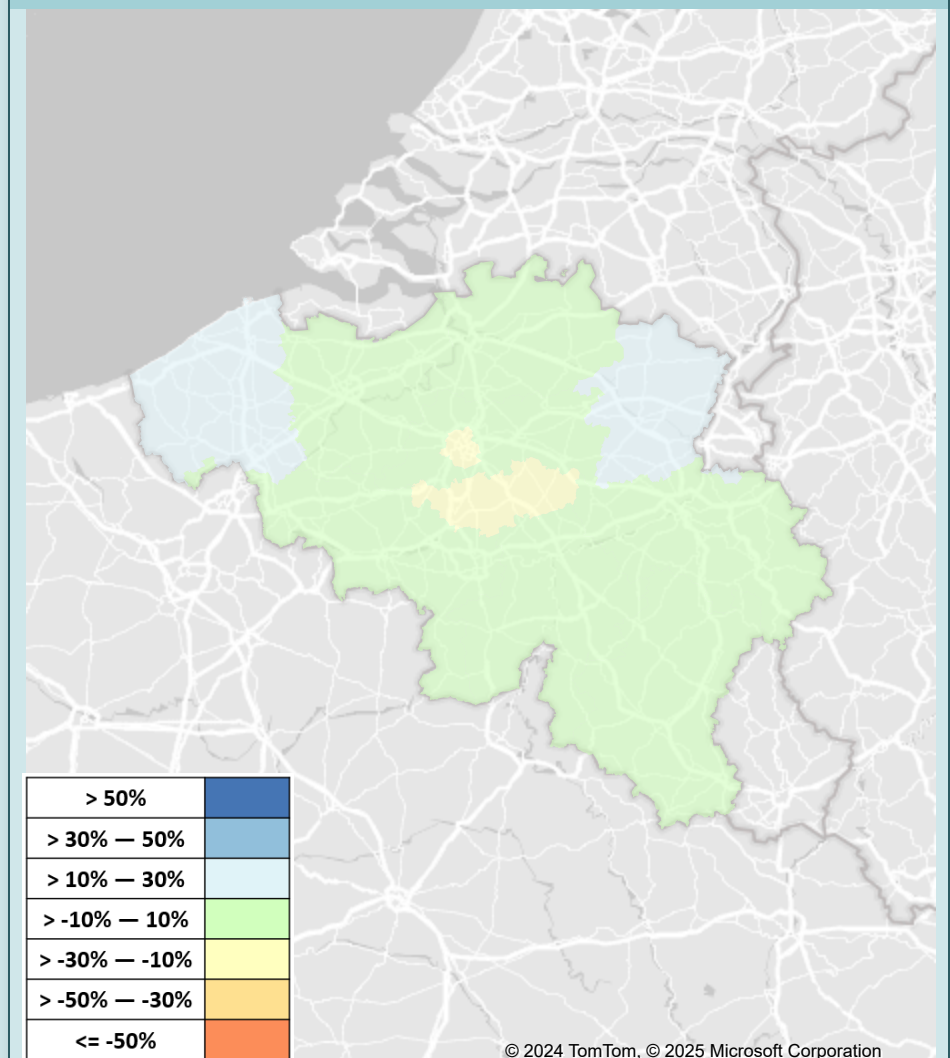 > 50%
> 30% — 50%
> 10% — 30%
> -10% — 10%
> -30% — -10%
> -50% — -30%
<= -50%
© 2024 TomTom, © 2025 Microsoft Corporation